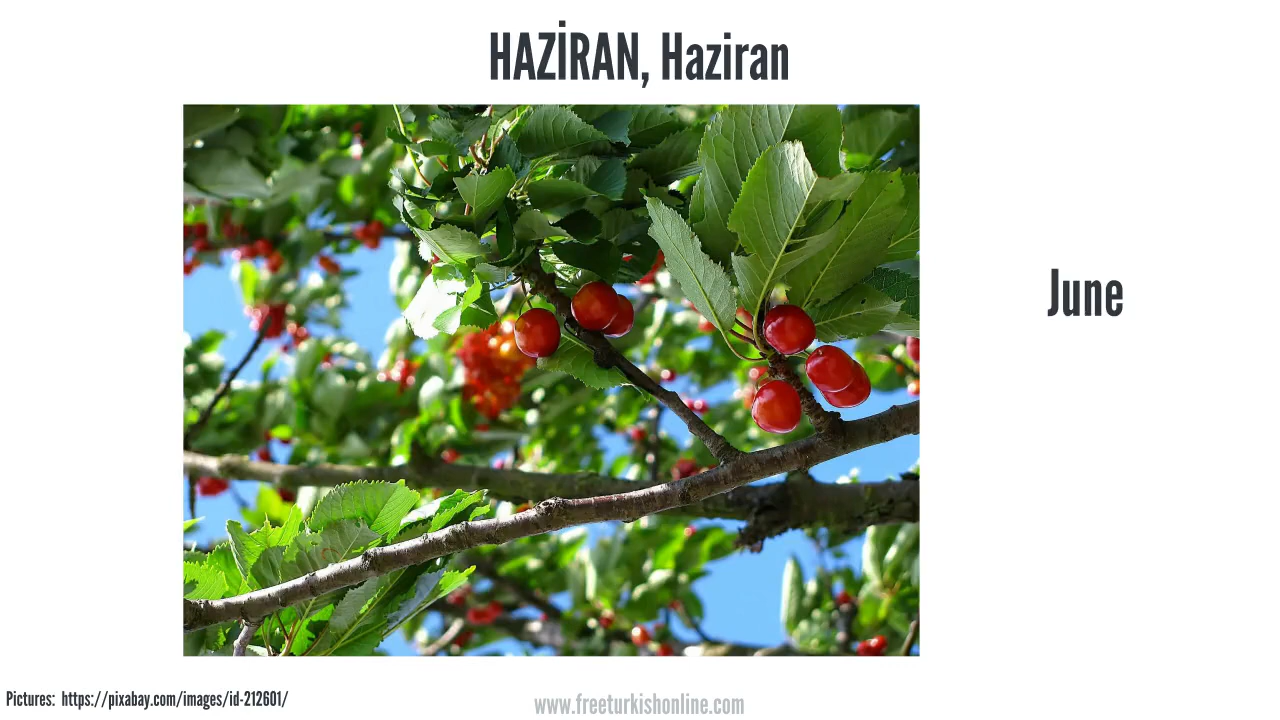 HAZİRAN, Haziran
June
Pictures: https://pixabay.com/images/id-212601/
www.freeturkishonline.com